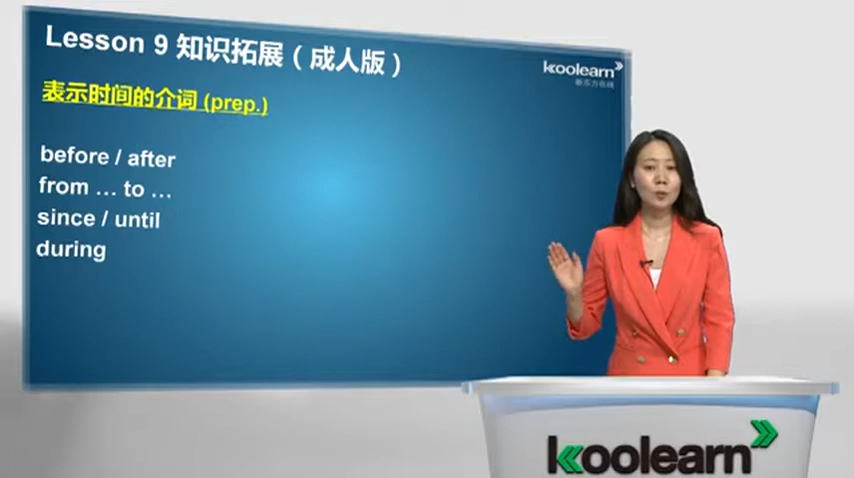 Lesson 9 知识拓展（成人版）
koolearn
新东方在线
表示时间的介词 (prep.)
before / after
from … to …
since / until
during
koolearn